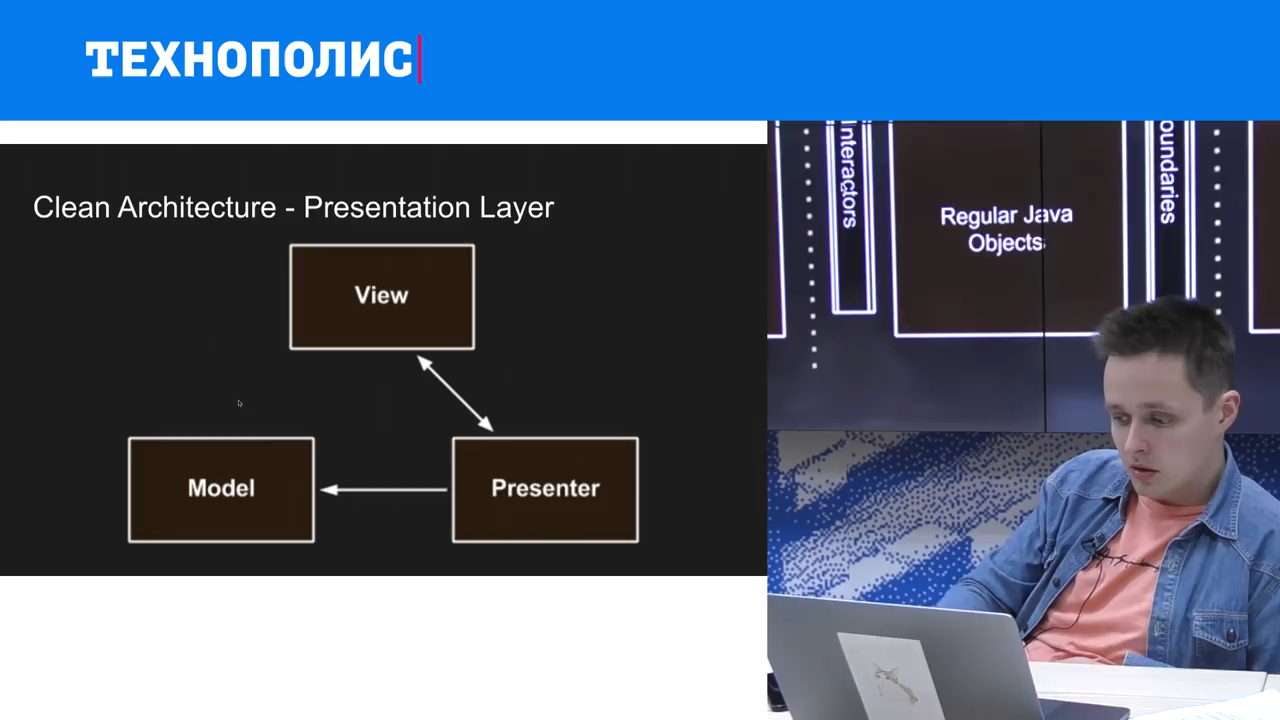 ТЕХНОПОЛИС
Clean Architecture - Presentation Layer
View
Model
Presenter
Interactors
Regular Java
Objects
oundaries